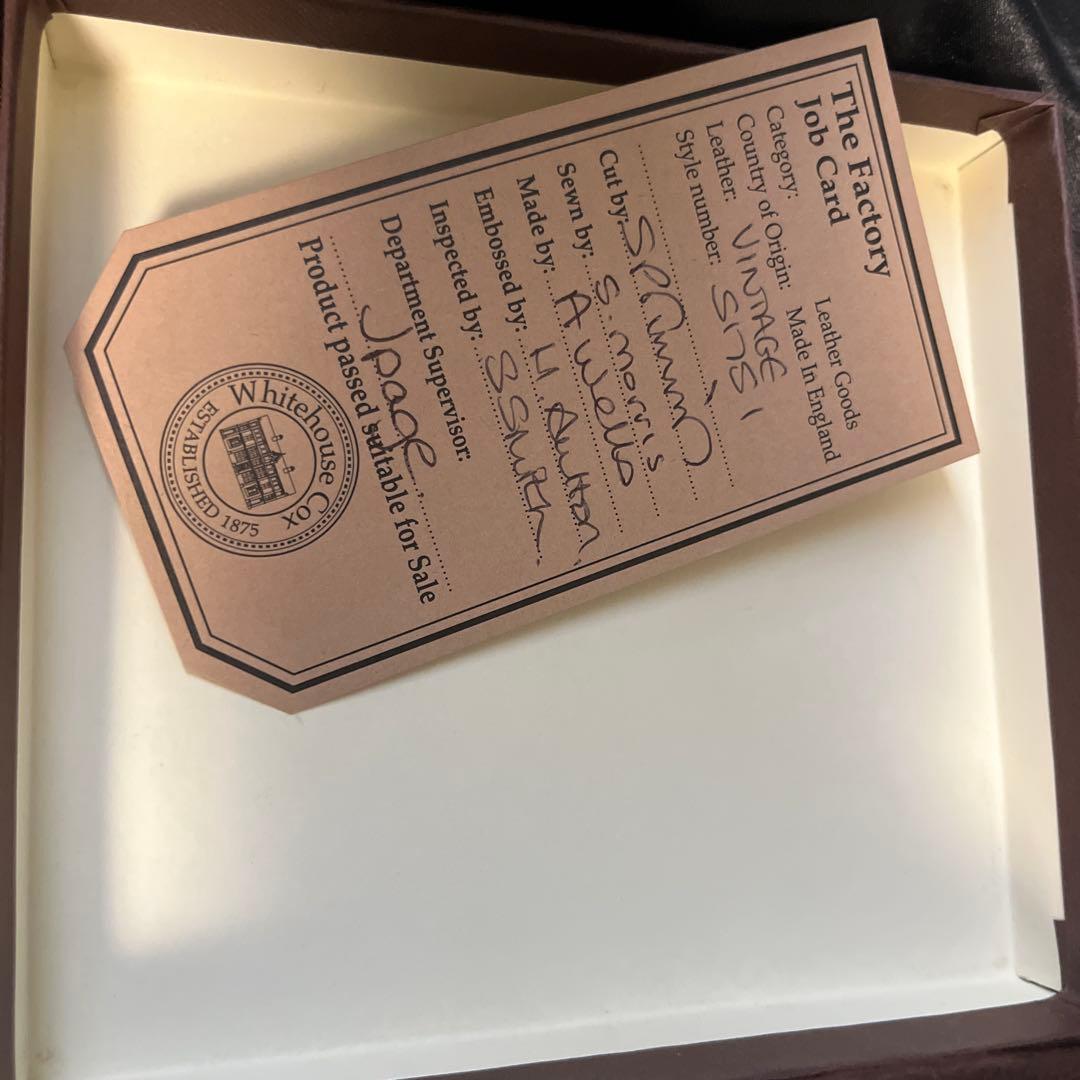 The Factory
Job Card
Category: Leather Goods
Country of Origin: Made In England
Leather: VINTAGE
Style number:
Cut by:
Sewn by: S. morris
Made by: A Wells
Embossed by: H Aulton.
Inspected by: S Smith
Department Supervisor:
J page
Product passed suitable for Sale
Whitehouse Cox
ESTABLISHED 1875